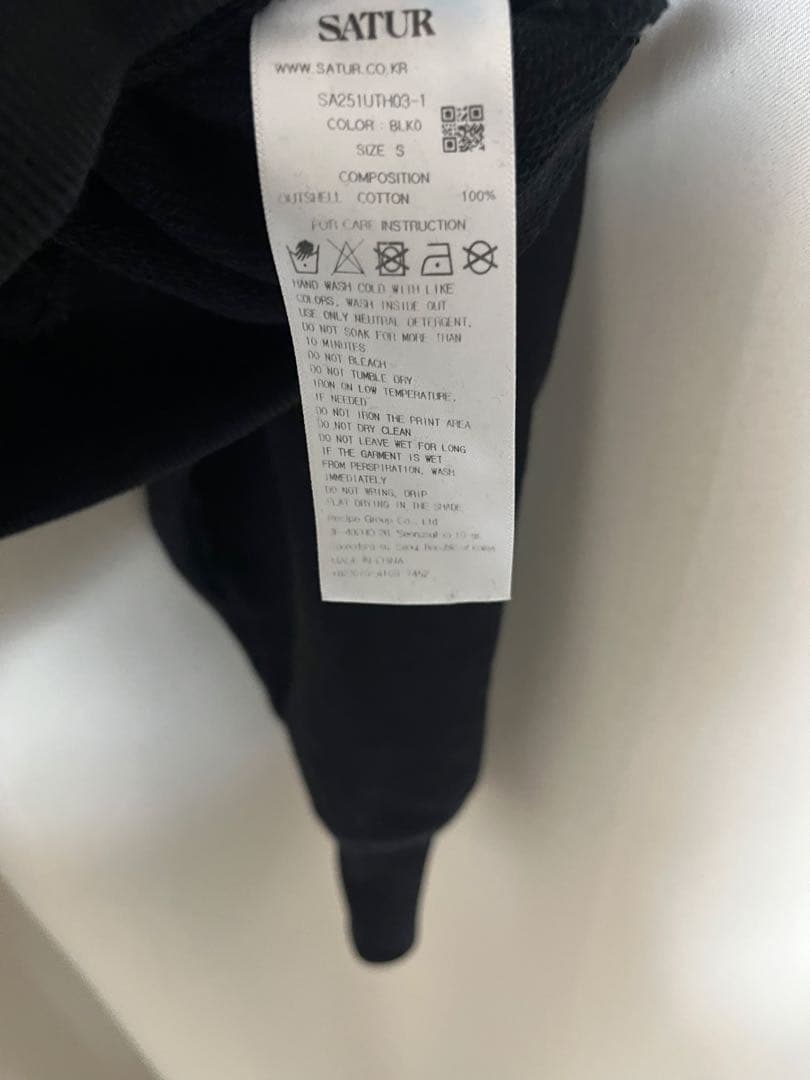 SATUR
WWW.SATUR.CO.KR
SA251UTH03-1
COLOR : BLK0
SIZE S
COMPOSITION
OUTSHELL COTTON 100%
FOR CARE INSTRUCTION
HAND WASH COLD WITH LIKE
COLORS, WASH INSIDE OUT
USE ONLY NEUTRAL DETERGENT,
DO NOT SOAK FOR MORE THAN
10 MINUTES
DO NOT BLEACH
DO NOT TUMBLE DRY
IRON ON LOW TEMPERATURE,
IF NEEDED
DO NOT IRON THE PRINT AREA
DO NOT DRY CLEAN
DO NOT LEAVE WET FOR LONG
IF THE GARMENT IS WET
FROM PERSPIRATION, WASH
IMMEDIATELY
DO NOT WRING, DRIP
FLAT DRYING IN THE SHADE
Recipe Group Co., Ltd
Seoul, Republic of Korea
MADE IN CHINA